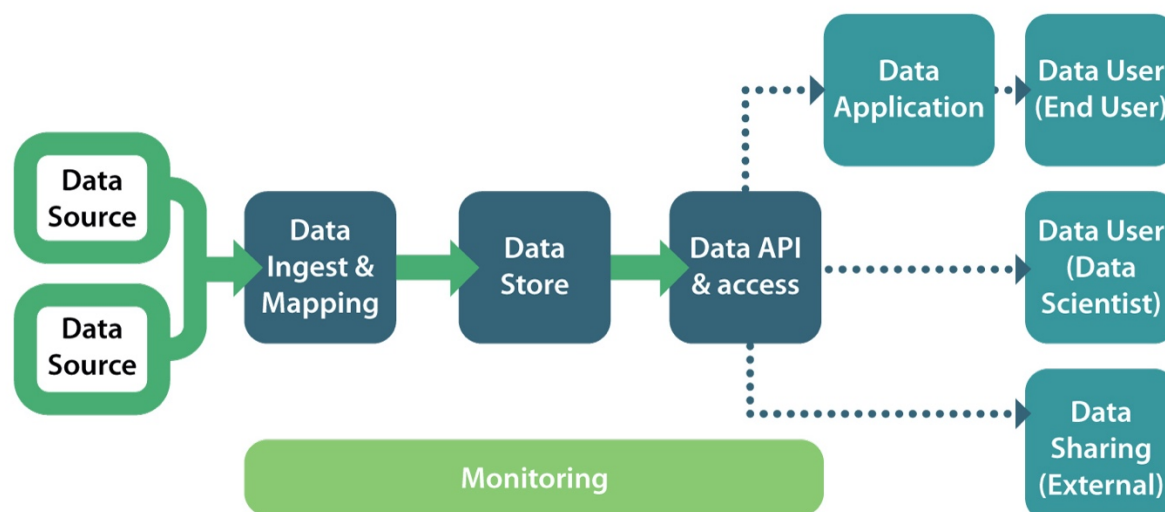 Data
Source
Data
Source
Data
Ingest &
Mapping
Data
Store
Data API
& access
Data
Application
Data User
(End User)
Data User
(Data
Scientist)
Data
Sharing
(External)
Monitoring